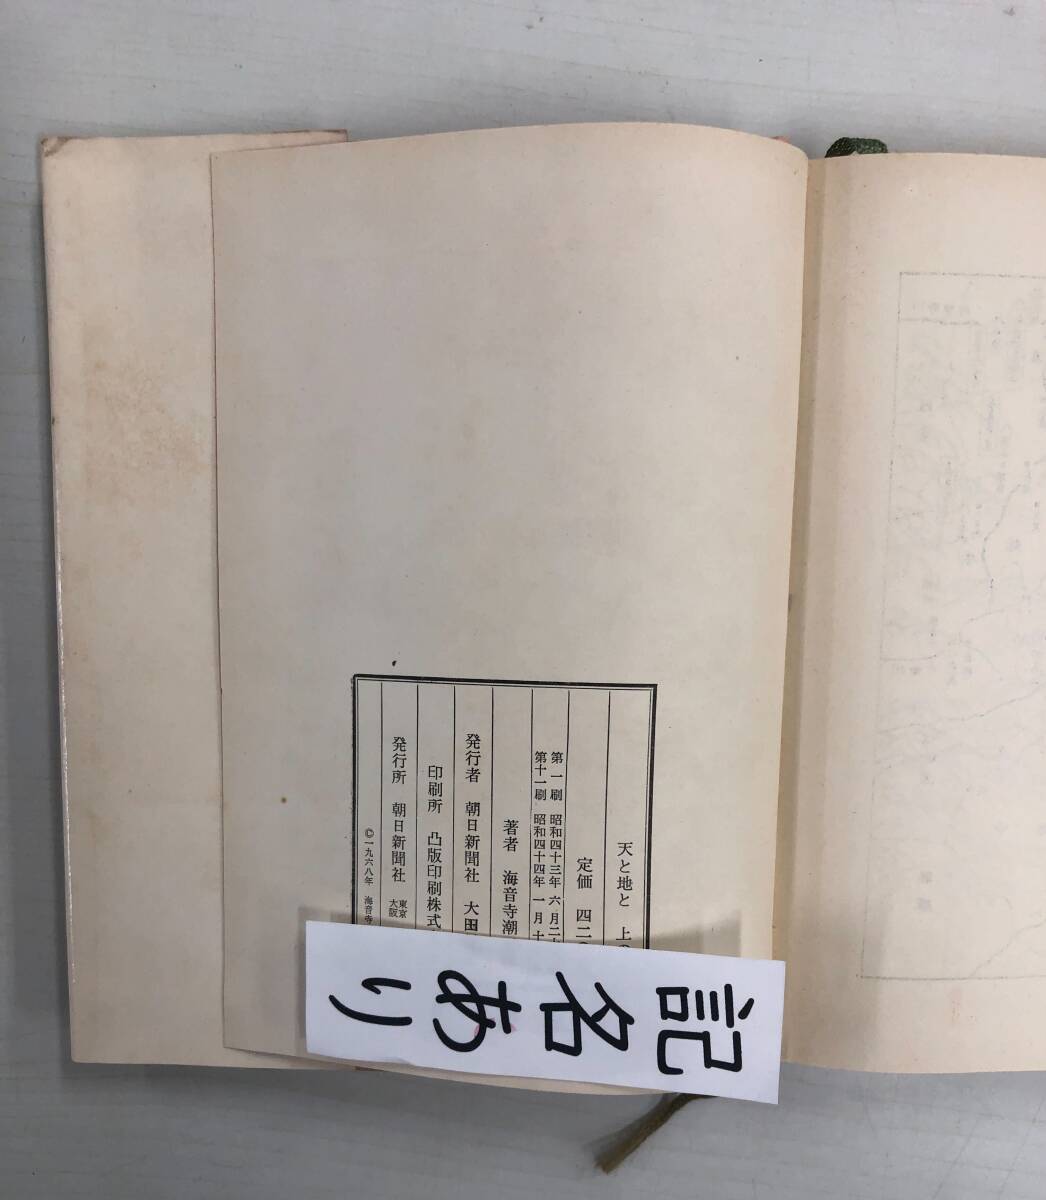 天と地と 上
定価 四二
第一刷 昭和四十三年 六月二
第十一刷 昭和四十四年 一月十
著者 海音寺潮
発行者 朝日新聞社 大田
印刷所 凸版印刷株式
発行所 朝日新聞社 東京 大阪
©一九六八年 海音寺
記名あり